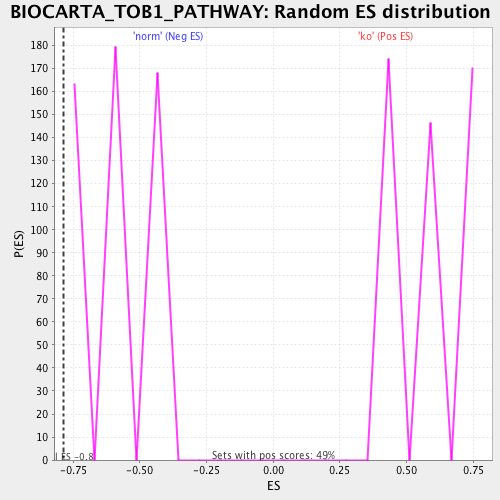 BIOCARTA_TOB1_PATHWAY: Random ES distribution
'norm' (Neg ES) 'ko' (Pos ES)
P(ES)
180
170
160
150
140
130
120
110
100
90
80
70
60
50
40
30
20
10
0
ES -0.8
Sets with pos scores: 49%
-0.75 -0.50 -0.25 0.00 0.25 0.50 0.75
ES